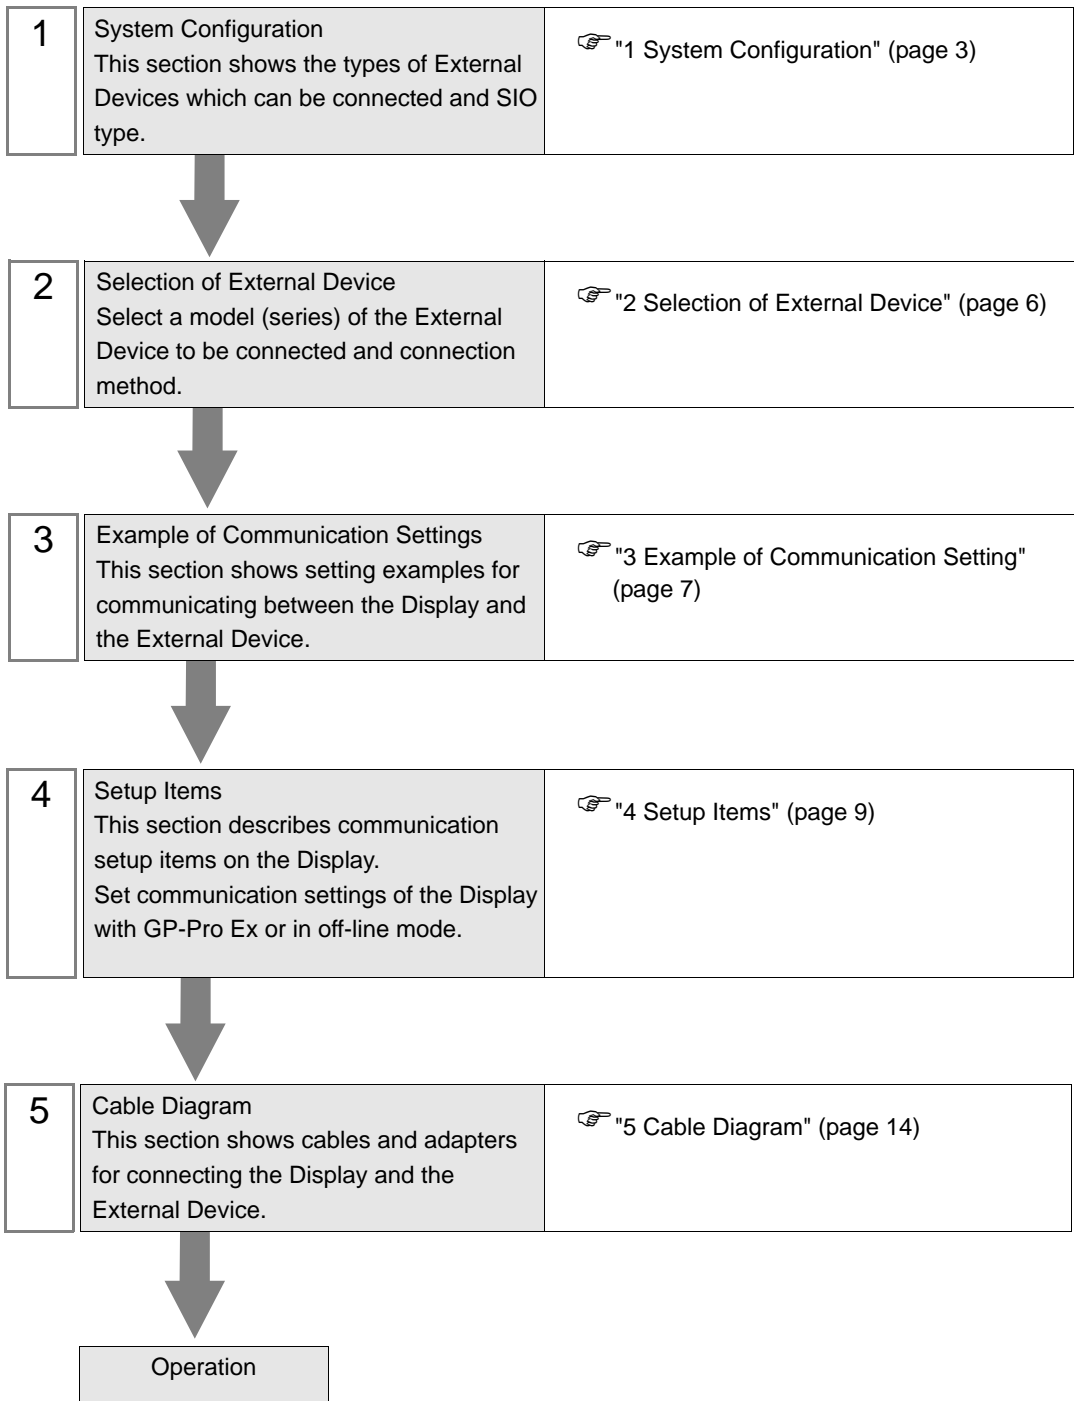 1
System Configuration
This section shows the types of External
Devices which can be connected and SIO
type.
"1 System Configuration" (page 3)
2
Selection of External Device
Select a model (series) of the External
Device to be connected and connection
method.
"2 Selection of External Device" (page 6)
3
Example of Communication Settings
This section shows setting examples for
communicating between the Display and
the External Device.
"3 Example of Communication Setting"
(page 7)
4
Setup Items
This section describes communication
setup items on the Display.
Set communication settings of the Display
with GP-Pro Ex or in off-line mode.
"4 Setup Items" (page 9)
5
Cable Diagram
This section shows cables and adapters
for connecting the Display and the
External Device.
"5 Cable Diagram" (page 14)
Operation